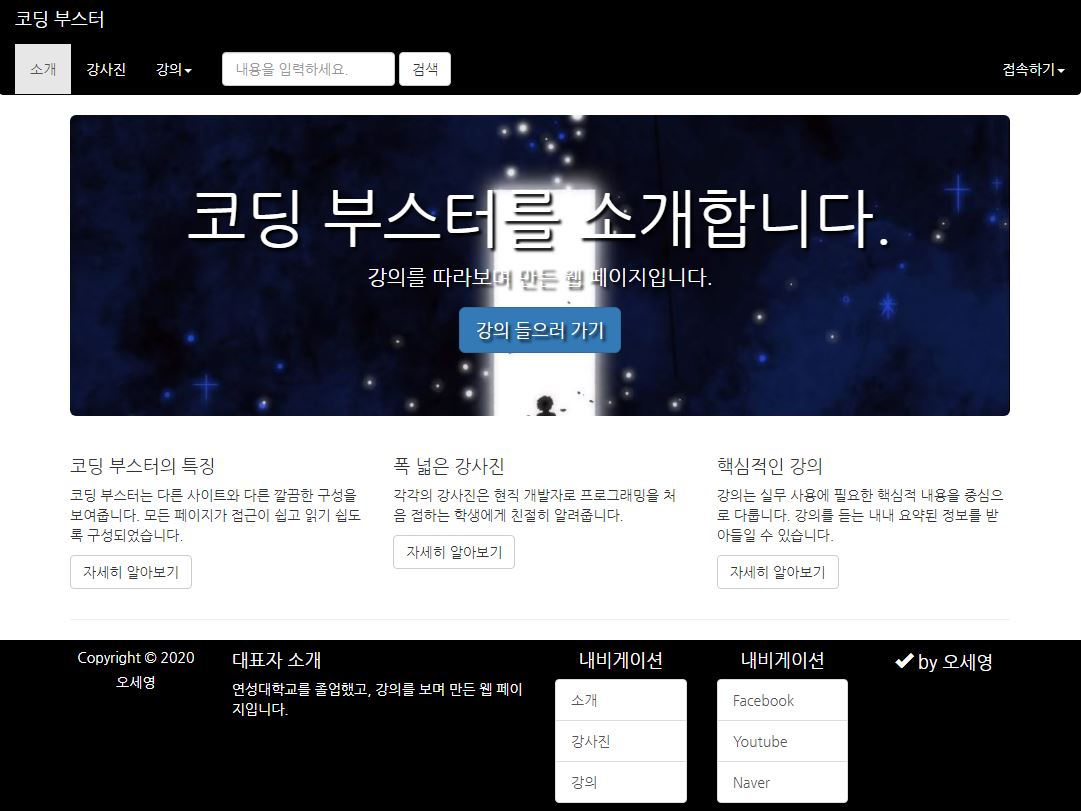 코딩 부스터
소개 강사진 강의 내용을 입력하세요. 검색 접속하기
코딩 부스터를 소개합니다.
강의를 따라보며 만든 웹 페이지입니다.
강의 들으러 가기
코딩 부스터의 특징
코딩 부스터는 다른 사이트와 다른 깔끔한 구성을
보여줍니다. 모든 페이지가 접근이 쉽고 읽기 쉽도
록 구성되었습니다.
자세히 알아보기
폭 넓은 강사진
각각의 강사진은 현직 개발자로 프로그래밍을 처
음 접하는 학생에게 친절히 알려줍니다.
자세히 알아보기
핵심적인 강의
강의는 실무 사용에 필요한 핵심적 내용을 중심으
로 다룹니다. 강의를 듣는 내내 요약된 정보를 받
아들일 수 있습니다.
자세히 알아보기
Copyright © 2020
오세영
대표자 소개
연성대학교를 졸업했고, 강의를 보며 만든 웹 페이
지입니다.
내비게이션
소개
강사진
강의
내비게이션
Facebook
Youtube
Naver
✔ by 오세영